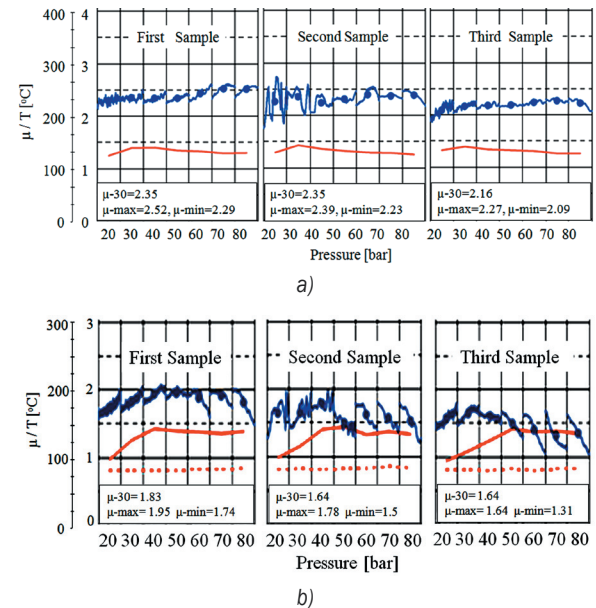 400
300
200
100
0
4
3
2
1
0
μ / T [ºC]
First Sample
Second Sample
Third Sample
μ-30=2.35
μ-max=2.52, μ-min=2.29
μ-30=2.35
μ-max=2.39, μ-min=2.23
μ-30=2.16
μ-max=2.27, μ-min=2.09
20 30 40 50 60 70 80
20 30 40 50 60 70 80
20 30 40 50 60 70 80
Pressure [bar]
a)
300
200
150
100
0
3
2
1
0
μ / T [ºC]
First Sample
Second Sample
Third Sample
μ-30=1.83
μ-max= 1.95 μ-min=1.74
μ-30=1.64
μ-max= 1.78 μ-min=1.5
μ-30=1.64
μ-max= 1.64 μ-min=1.31
20 30 40 50 60 70 80
20 30 40 50 60 70 80
20 30 40 50 60 70 80
Pressure [bar]
b)